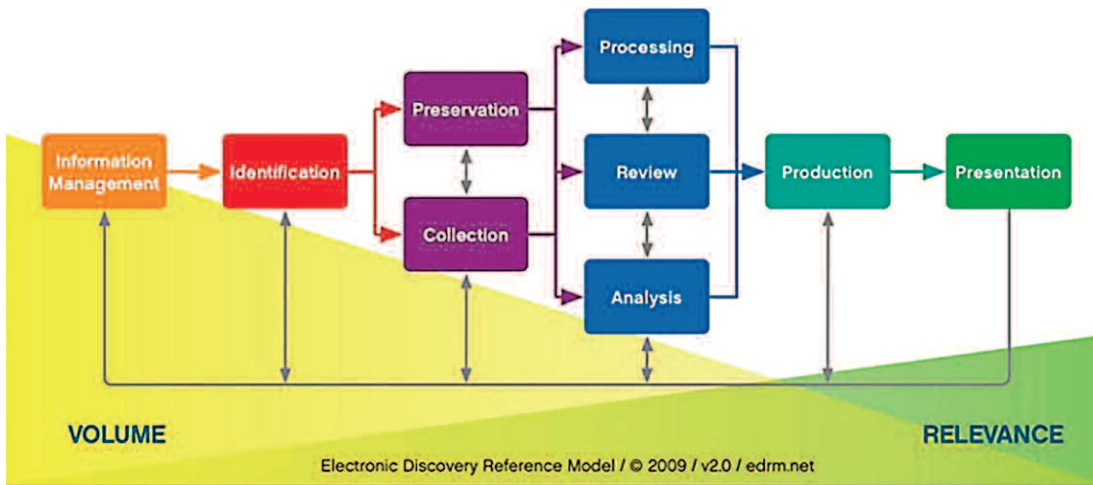 Processing
Preservation
Information
Management
Identification
Review
Production
Presentation
Collection
Analysis
VOLUME
RELEVANCE
Electronic Discovery Reference Model / © 2009 / v2.0 / edrm.net